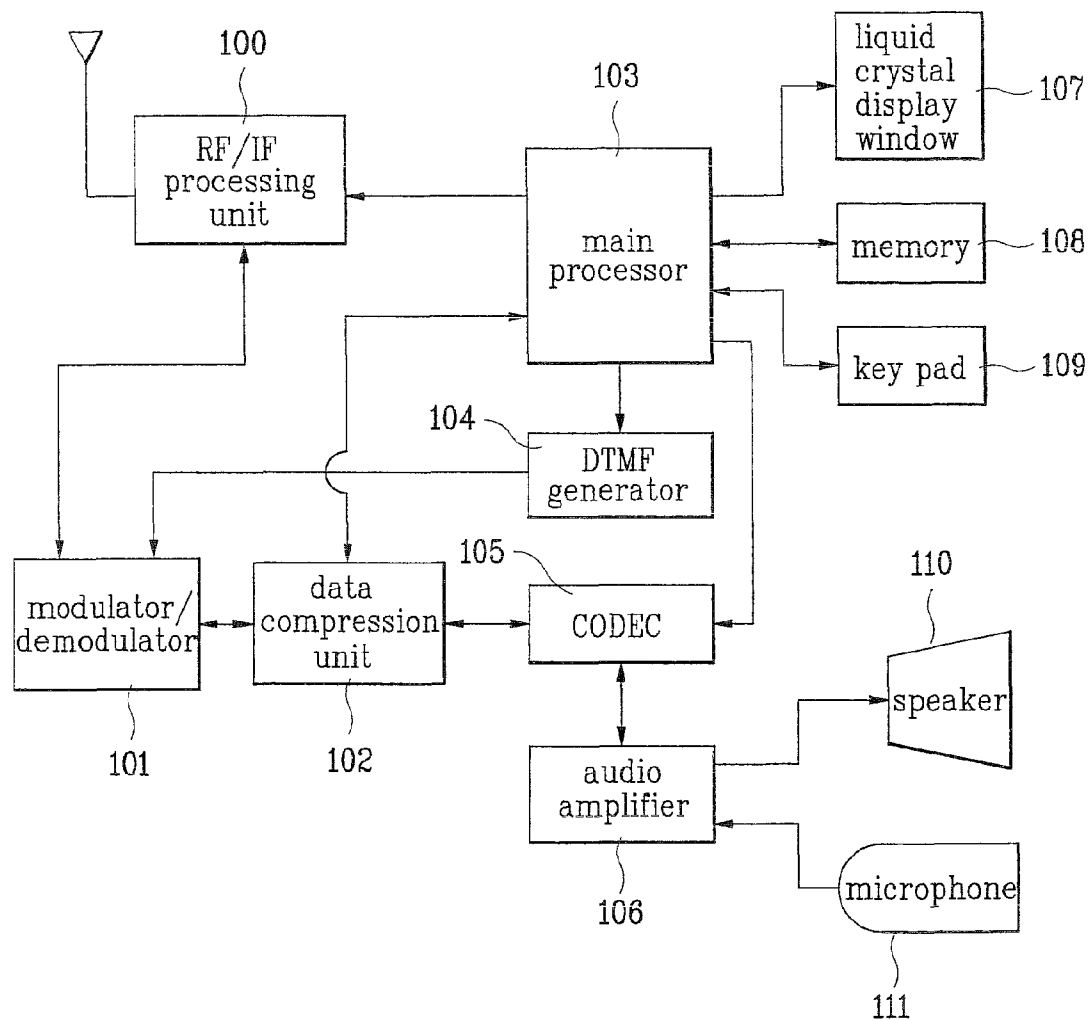 100
RF/IF
processing
unit
103
main
processor
liquid
crystal
display
window
107
memory
108
key pad
109
104
DTMF
generator
modulator/
demodulator
101
data
compression
unit
102
105
CODEC
audio
amplifier
106
110
speaker
microphone
111